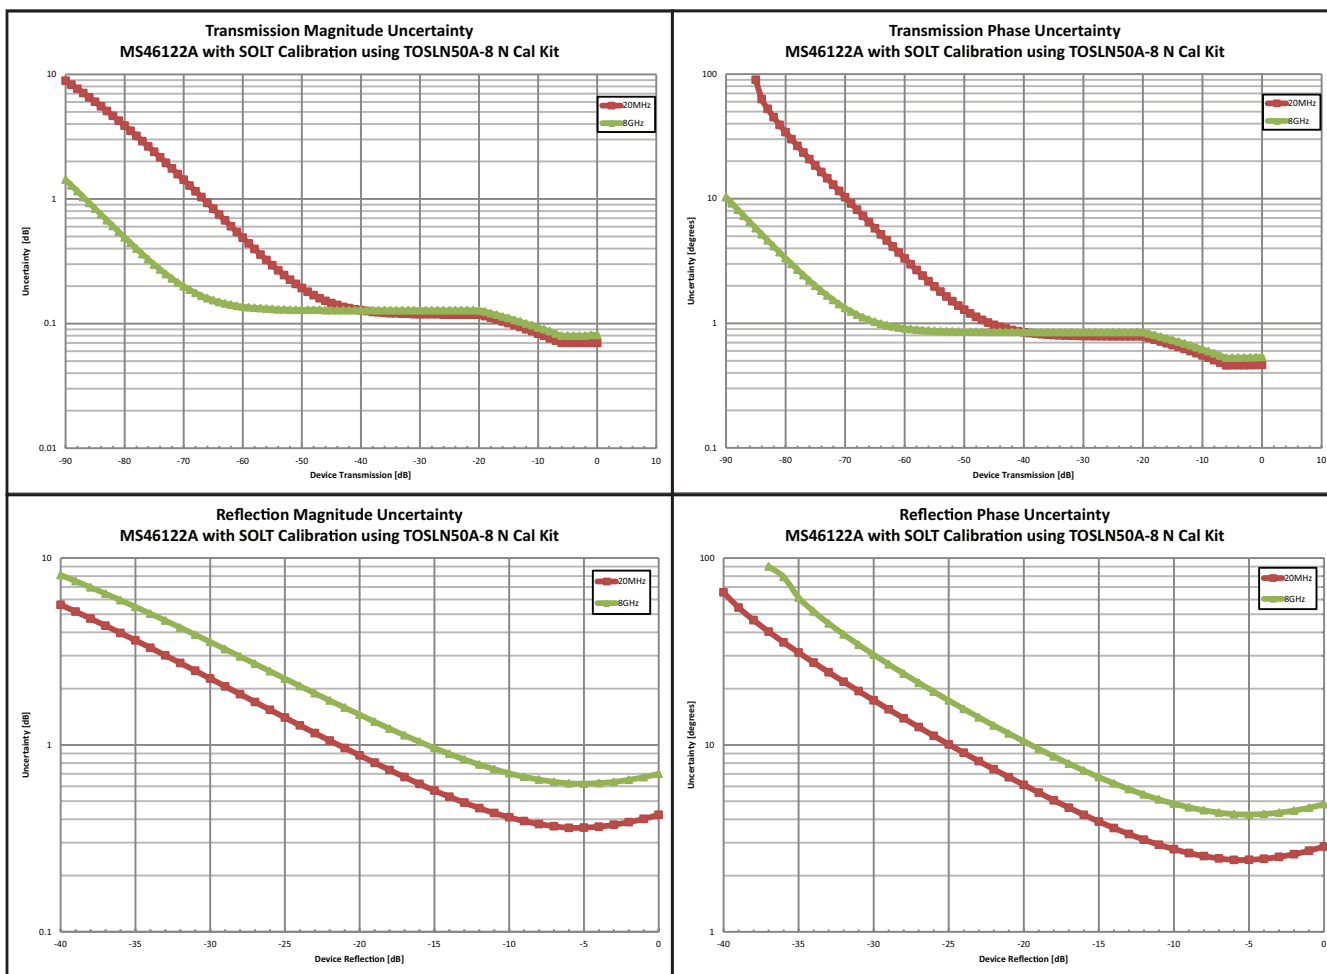 Transmission Magnitude Uncertainty
MS46122A with SOLT Calibration using TOSLN50A-8 N Cal Kit
10
1
0.1
0.01
Uncertainty [dB]
20MHz
8GHz
-90 -80 -70 -60 -50 -40 -30 -20 -10 0 10
Device Transmission [dB]
Transmission Phase Uncertainty
MS46122A with SOLT Calibration using TOSLN50A-8 N Cal Kit
100
10
1
0.1
Uncertainty [degrees]
20MHz
8GHz
-90 -80 -70 -60 -50 -40 -30 -20 -10 0 10
Device Transmission [dB]
Reflection Magnitude Uncertainty
MS46122A with SOLT Calibration using TOSLN50A-8 N Cal Kit
10
1
0.1
Uncertainty [dB]
20MHz
8GHz
-40 -35 -30 -25 -20 -15 -10 -5 0
Device Reflection [dB]
Reflection Phase Uncertainty
MS46122A with SOLT Calibration using TOSLN50A-8 N Cal Kit
100
10
1
Uncertainty [degrees]
20MHz
8GHz
-40 -35 -30 -25 -20 -15 -10 -5 0
Device Reflection [dB]